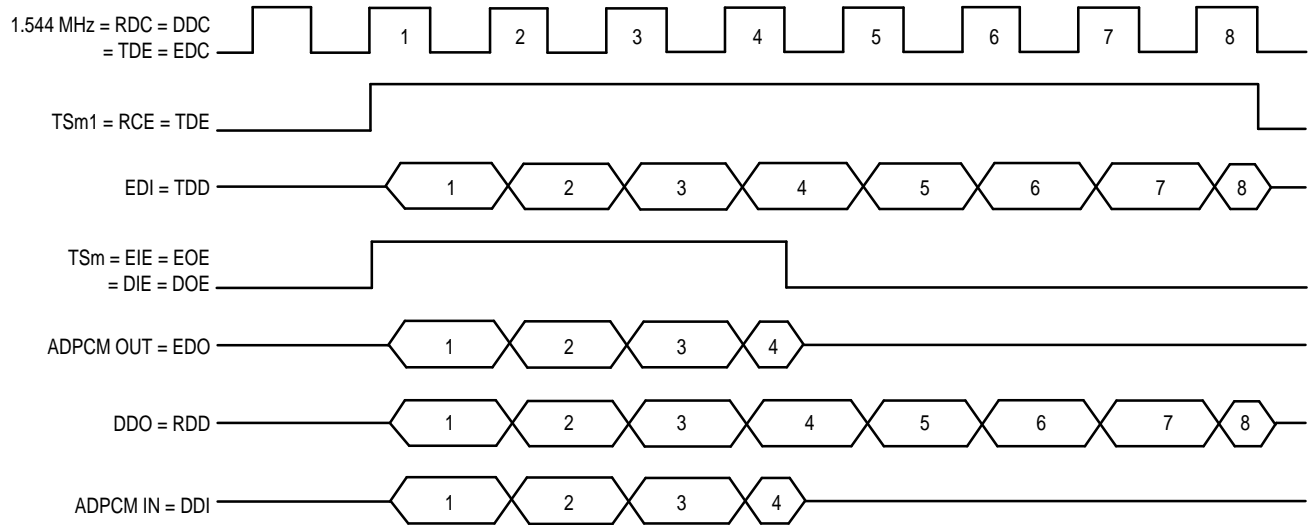 1.544 MHz = RDC = DDC
= TDE = EDC
1 2 3 4 5 6 7 8
TSm1 = RCE = TDE
EDI = TDD
1 2 3 4 5 6 7 8
TSm = EIE = EOE
= DIE = DOE
ADPCM OUT = EDO
1 2 3 4
DDO = RDD
1 2 3 4 5 6 7 8
ADPCM IN = DDI
1 2 3 4